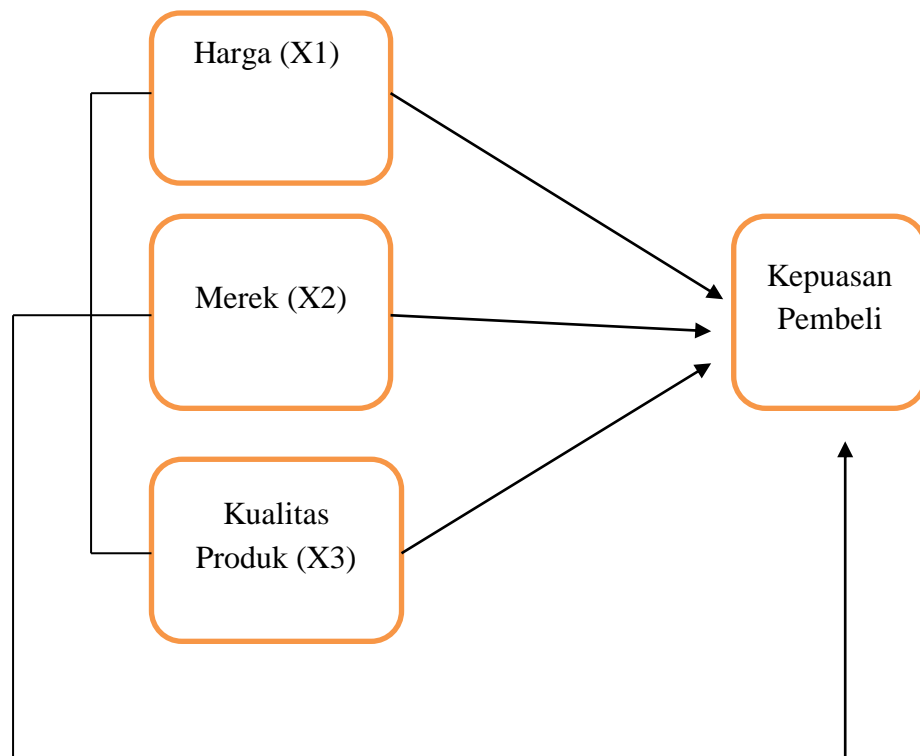 Harga (X1)
Merek (X2)
Kualitas
Produk (X3)
Kepuasan
Pembeli